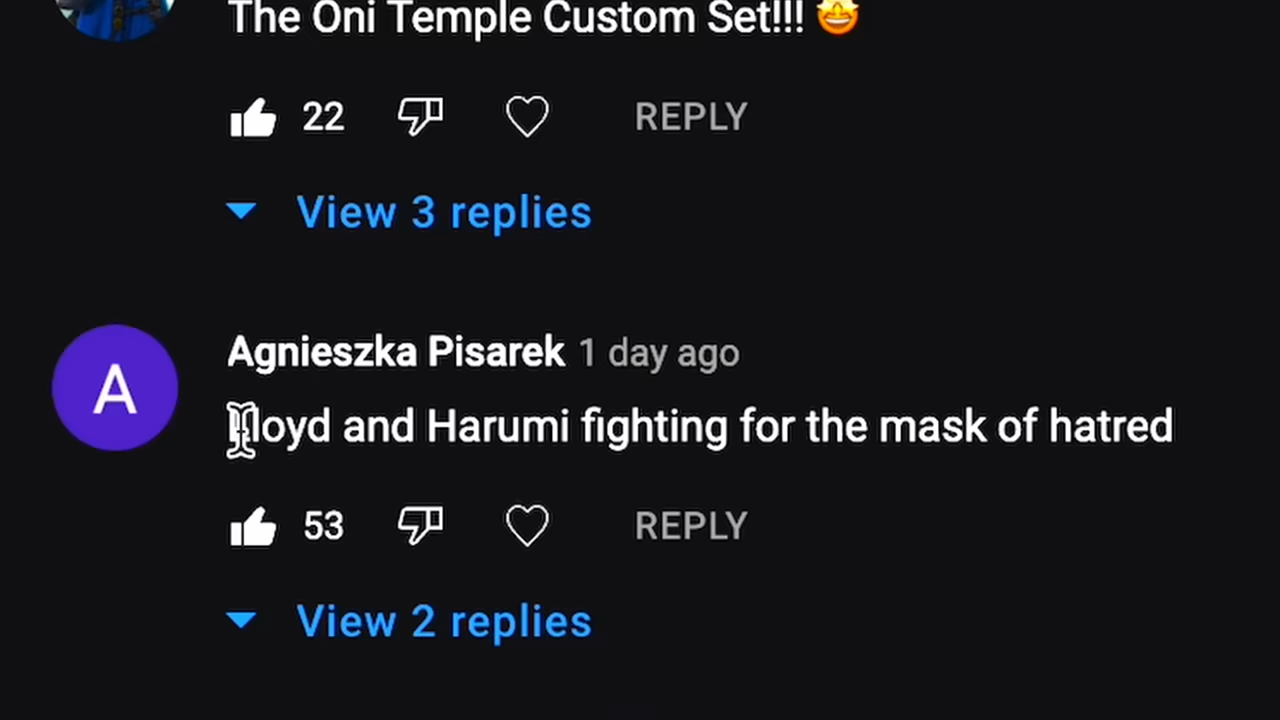 The Oni Temple Custom Set!!! 🤩
22 REPLY
View 3 replies
A
Agnieszka Pisarek 1 day ago
Lloyd and Harumi fighting for the mask of hatred
53 REPLY
View 2 replies